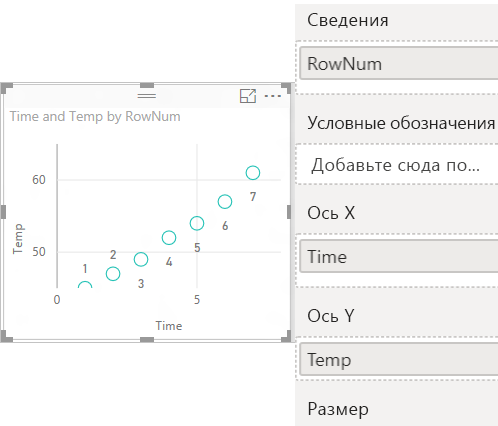 Сведения
RowNum
Условные обозначения
Добавьте сюда по...
Ось X
Time
Ось Y
Temp
Размер
Time and Temp by RowNum
60
50
Temp
1
2
3
4
5
6
7
0
5
Time